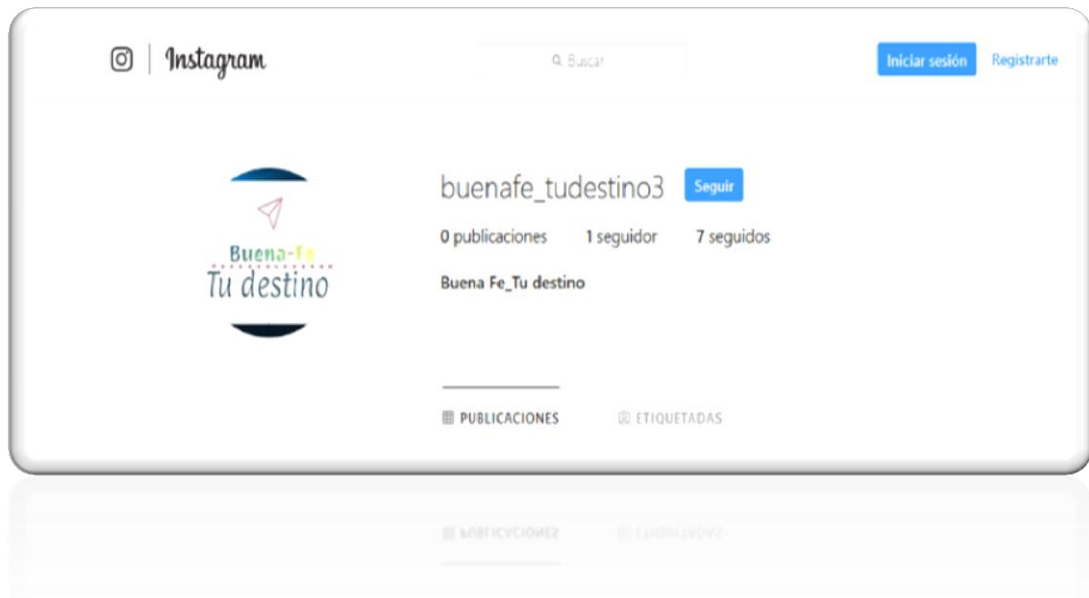 Instagram
Buscar
Iniciar sesión
Registrarte
Buena-Fe
Tu destino
buenafe_tudestino3
Seguir
0 publicaciones 1 seguidor 7 seguidos
Buena Fe_Tu destino
PUBLICACIONES
ETIQUETADAS